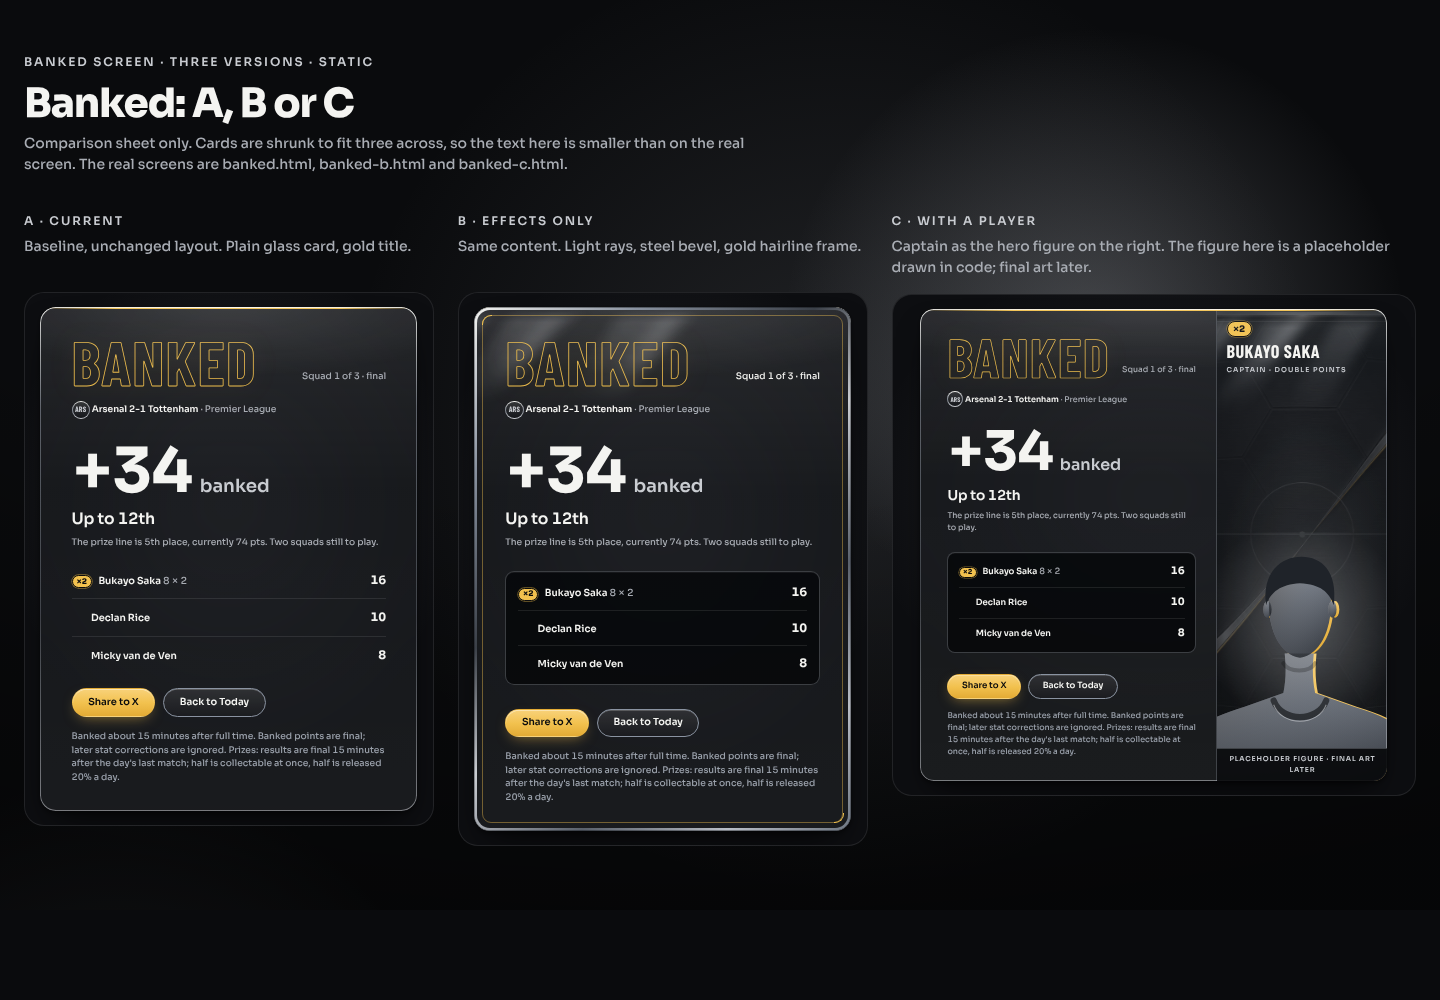 BANKED SCREEN · THREE VERSIONS · STATIC
Banked: A, B or C
Comparison sheet only. Cards are shrunk to fit three across, so the text here is smaller than on the real
screen. The real screens are banked.html, banked-b.html and banked-c.html.
A · CURRENT
Baseline, unchanged layout. Plain glass card, gold title.
BANKED
Squad 1 of 3 · final
ARS Arsenal 2–1 Tottenham · Premier League
+34 banked
Up to 12th
The prize line is 5th place, currently 74 pts. Two squads still to play.
×2 Bukayo Saka 8 × 2 16
Declan Rice 10
Micky van de Ven 8
Share to X Back to Today
Banked about 15 minutes after full time. Banked points are final;
later stat corrections are ignored. Prizes: results are final 15 minutes
after the day's last match; half is collectable at once, half is released
20% a day.
B · EFFECTS ONLY
Same content. Light rays, steel bevel, gold hairline frame.
BANKED
Squad 1 of 3 · final
ARS Arsenal 2–1 Tottenham · Premier League
+34 banked
Up to 12th
The prize line is 5th place, currently 74 pts. Two squads still to play.
×2 Bukayo Saka 8 × 2 16
Declan Rice 10
Micky van de Ven 8
Share to X Back to Today
Banked about 15 minutes after full time. Banked points are final;
later stat corrections are ignored. Prizes: results are final 15 minutes
after the day's last match; half is collectable at once, half is released
20% a day.
C · WITH A PLAYER
Captain as the hero figure on the right. The figure here is a placeholder
drawn in code; final art later.
BANKED
Squad 1 of 3 · final
ARS Arsenal 2–1 Tottenham · Premier League
+34 banked
Up to 12th
The prize line is 5th place, currently 74 pts. Two squads still
to play.
×2 Bukayo Saka 8 × 2 16
Declan Rice 10
Micky van de Ven 8
Share to X Back to Today
Banked about 15 minutes after full time. Banked points are
final; later stat corrections are ignored. Prizes: results are final
15 minutes after the day's last match; half is collectable at
once, half is released 20% a day.
×2
BUKAYO SAKA
CAPTAIN · DOUBLE POINTS
PLACEHOLDER FIGURE · FINAL ART
LATER